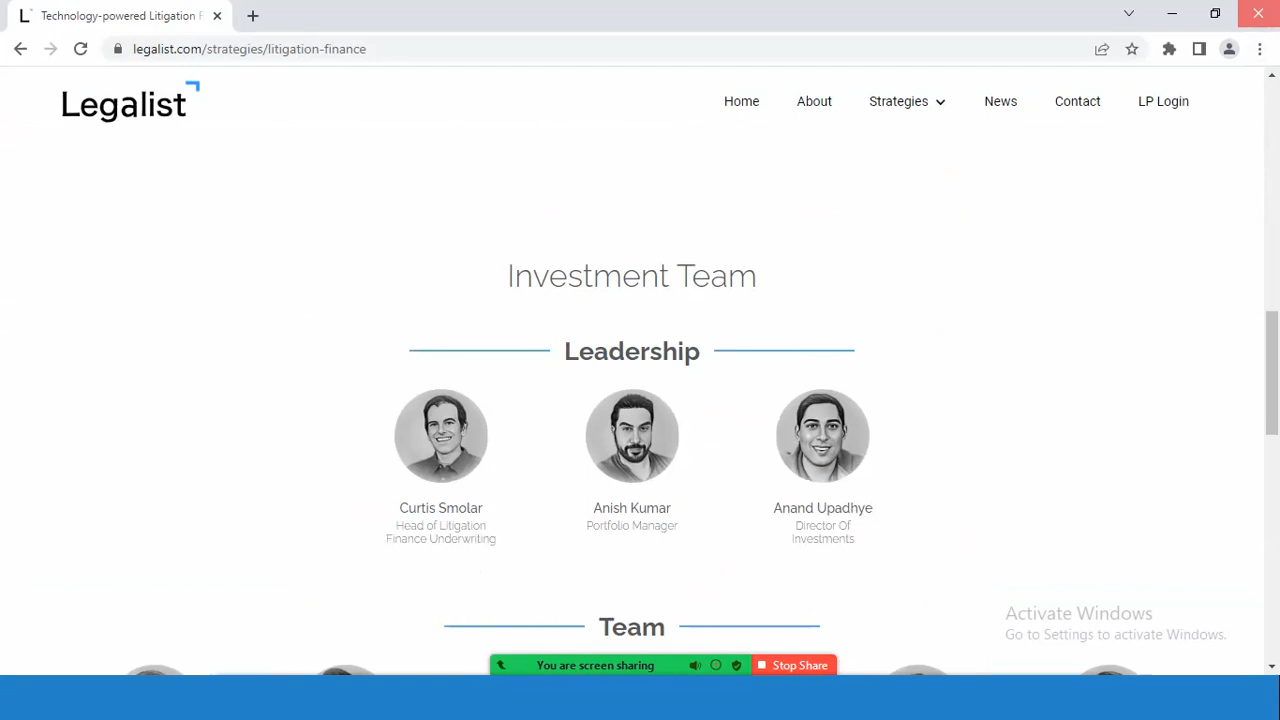 Technology-powered Litigation F
legalist.com/strategies/litigation-finance
Legalist
Home About Strategies News Contact LP Login
Investment Team
Leadership
Curtis Smolar
Head of Litigation
Finance Underwriting
Anish Kumar
Portfolio Manager
Anand Upadhye
Director Of
Investments
Activate Windows
Go to Settings to activate Windows.
Team
You are screen sharing
Stop Share